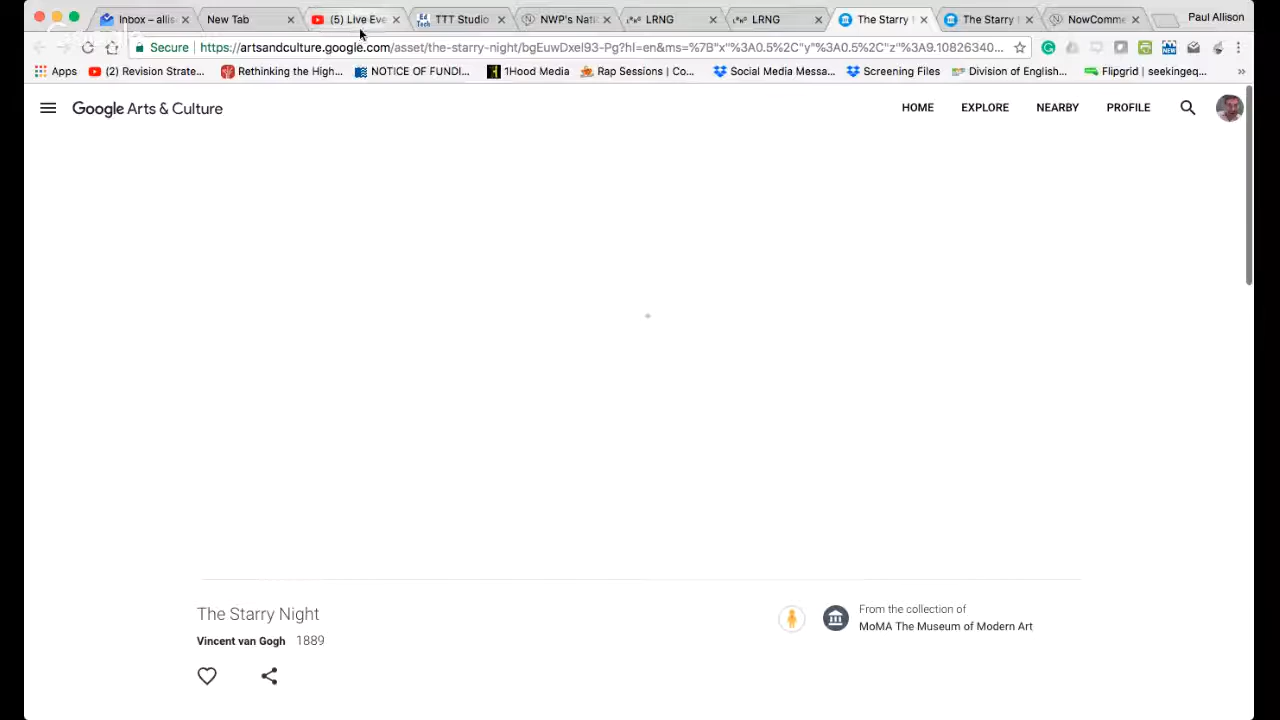 Inbox – allis
New Tab
(5) Live Eve
TTT Studio
NWP's Nati
LRNG
LRNG
The Starry
The Starry
NowComme
Paul Allison
Secure
https://artsandculture.google.com/asset/the-starry-night/bgEuwDxel93-Pg?hl=en&ms=%7B"x"%3A0.5%2C"y"%3A0.5%2C"z"%3A9.10826340...
Apps
(2) Revision Strate...
Rethinking the High...
NOTICE OF FUNDI...
1Hood Media
Rap Sessions | Co...
Social Media Messa...
Screening Files
Division of English...
Flipgrid | seekingeq...
»
Google Arts & Culture
HOME
EXPLORE
NEARBY
PROFILE
The Starry Night
Vincent van Gogh 1889
From the collection of
MoMA The Museum of Modern Art